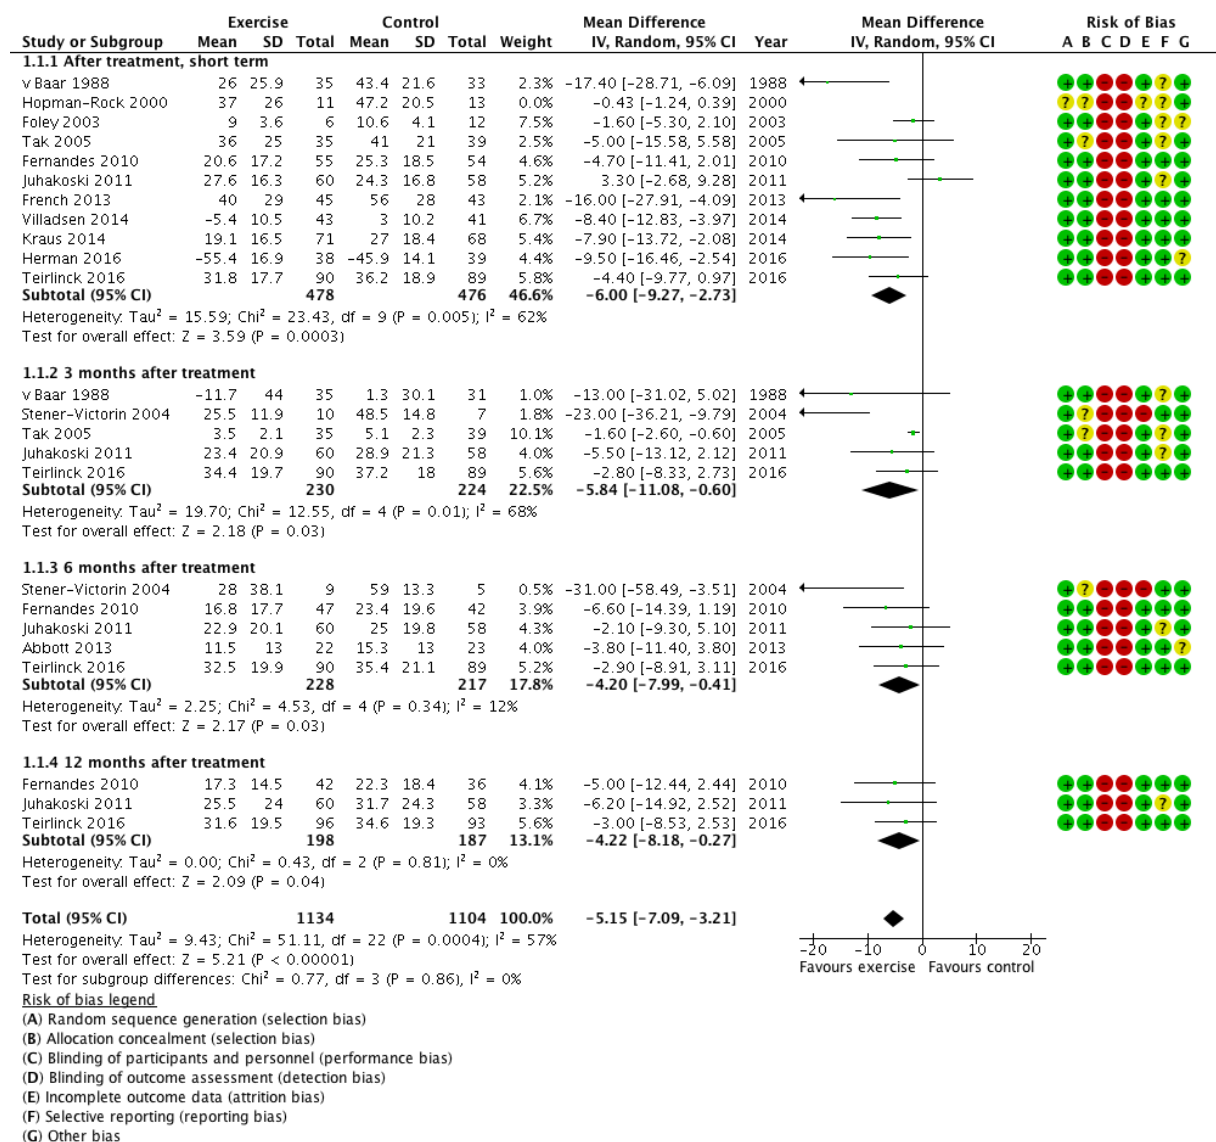 Exercise Control Mean Difference Mean Difference Risk of Bias
Study or Subgroup Mean SD Total Mean SD Total Weight IV, Random, 95% CI Year IV, Random, 95% CI A B C D E F G
1.1.1 After treatment, short term
v Baar 1988 26 25.9 35 43.4 21.6 33 2.3% -17.40 [-28.71, -6.09] 1988 + + - - + ? +
Hopman-Rock 2000 37 26 11 47.2 20.5 13 0.0% -0.43 [-1.24, 0.39] 2000 ? ? - - ? ? +
Foley 2003 9 3.6 6 10.6 4.1 12 7.5% -1.60 [-5.30, 2.10] 2003 + + - - + ? ?
Tak 2005 36 25 35 41 21 39 2.5% -5.00 [-15.58, 5.58] 2005 + ? - - + ? +
Fernandes 2010 20.6 17.2 55 25.3 18.5 54 4.6% -4.70 [-11.41, 2.01] 2010 + + - - + + +
Juhakoski 2011 27.6 16.3 60 24.3 16.8 58 5.2% 3.30 [-2.68, 9.28] 2011 + + - - + ? +
French 2013 40 29 45 56 28 43 2.1% -16.00 [-27.91, -4.09] 2013 + + - - + + +
Villadsen 2014 -5.4 10.5 43 3 10.2 41 6.7% -8.40 [-12.83, -3.97] 2014 + + - - + + +
Kraus 2014 19.1 16.5 71 27 18.4 68 5.4% -7.90 [-13.72, -2.08] 2014 + + - - + + +
Herman 2016 -55.4 16.9 38 -45.9 14.1 39 4.4% -9.50 [-16.46, -2.54] 2016 + + - - + + ?
Teirlinck 2016 31.8 17.7 90 36.2 18.9 89 5.8% -4.40 [-9.77, 0.97] 2016 + + - - + + +
Subtotal (95% CI) 478 476 46.6% -6.00 [-9.27, -2.73]
Heterogeneity: Tau² = 15.59; Chi² = 23.43, df = 9 (P = 0.005); I² = 62%
Test for overall effect: Z = 3.59 (P = 0.0003)
1.1.2 3 months after treatment
v Baar 1988 -11.7 44 35 1.3 30.1 31 1.0% -13.00 [-31.02, 5.02] 1988 + + - - + ? +
Stener-Victorin 2004 25.5 11.9 10 48.5 14.8 7 1.8% -23.00 [-36.21, -9.79] 2004 + ? - - - + +
Tak 2005 3.5 2.1 35 5.1 2.3 39 10.1% -1.60 [-2.60, -0.60] 2005 + ? - - + ? +
Juhakoski 2011 23.4 20.9 60 28.9 21.3 58 4.0% -5.50 [-13.12, 2.12] 2011 + + - - + ? +
Teirlinck 2016 34.4 19.7 90 37.2 18 89 5.6% -2.80 [-8.33, 2.73] 2016 + + - - + + +
Subtotal (95% CI) 230 224 22.5% -5.84 [-11.08, -0.60]
Heterogeneity: Tau² = 19.70; Chi² = 12.55, df = 4 (P = 0.01); I² = 68%
Test for overall effect: Z = 2.18 (P = 0.03)
1.1.3 6 months after treatment
Stener-Victorin 2004 28 38.1 9 59 13.3 5 0.5% -31.00 [-58.49, -3.51] 2004 + ? - - - + +
Fernandes 2010 16.8 17.7 47 23.4 19.6 42 3.9% -6.60 [-14.39, 1.19] 2010 + + - - + + +
Juhakoski 2011 22.9 20.1 60 25 19.8 58 4.3% -2.10 [-9.30, 5.10] 2011 + + - - + ? +
Abbott 2013 11.5 13 22 15.3 13 23 4.0% -3.80 [-11.40, 3.80] 2013 + + - - + + ?
Teirlinck 2016 32.5 19.9 90 35.4 21.1 89 5.2% -2.90 [-8.91, 3.11] 2016 + + - - + + +
Subtotal (95% CI) 228 217 17.8% -4.20 [-7.99, -0.41]
Heterogeneity: Tau² = 2.25; Chi² = 4.53, df = 4 (P = 0.34); I² = 12%
Test for overall effect: Z = 2.17 (P = 0.03)
1.1.4 12 months after treatment
Fernandes 2010 17.3 14.5 42 22.3 18.4 36 4.1% -5.00 [-12.44, 2.44] 2010 + + - - + + +
Juhakoski 2011 25.5 24 60 31.7 24.3 58 3.3% -6.20 [-14.92, 2.52] 2011 + + - - + ? +
Teirlinck 2016 31.6 19.5 96 34.6 19.3 93 5.6% -3.00 [-8.53, 2.53] 2016 + + - - + + +
Subtotal (95% CI) 198 187 13.1% -4.22 [-8.18, -0.27]
Heterogeneity: Tau² = 0.00; Chi² = 0.43, df = 2 (P = 0.81); I² = 0%
Test for overall effect: Z = 2.09 (P = 0.04)
Total (95% CI) 1134 1104 100.0% -5.15 [-7.09, -3.21]
Heterogeneity: Tau² = 9.43; Chi² = 51.11, df = 22 (P = 0.0004); I² = 57%
Test for overall effect: Z = 5.21 (P < 0.00001)
Test for subgroup differences: Chi² = 0.77, df = 3 (P = 0.86), I² = 0%
-20 -10 0 10 20
Favours exercise Favours control
Risk of bias legend
(A) Random sequence generation (selection bias)
(B) Allocation concealment (selection bias)
(C) Blinding of participants and personnel (performance bias)
(D) Blinding of outcome assessment (detection bias)
(E) Incomplete outcome data (attrition bias)
(F) Selective reporting (reporting bias)
(G) Other bias